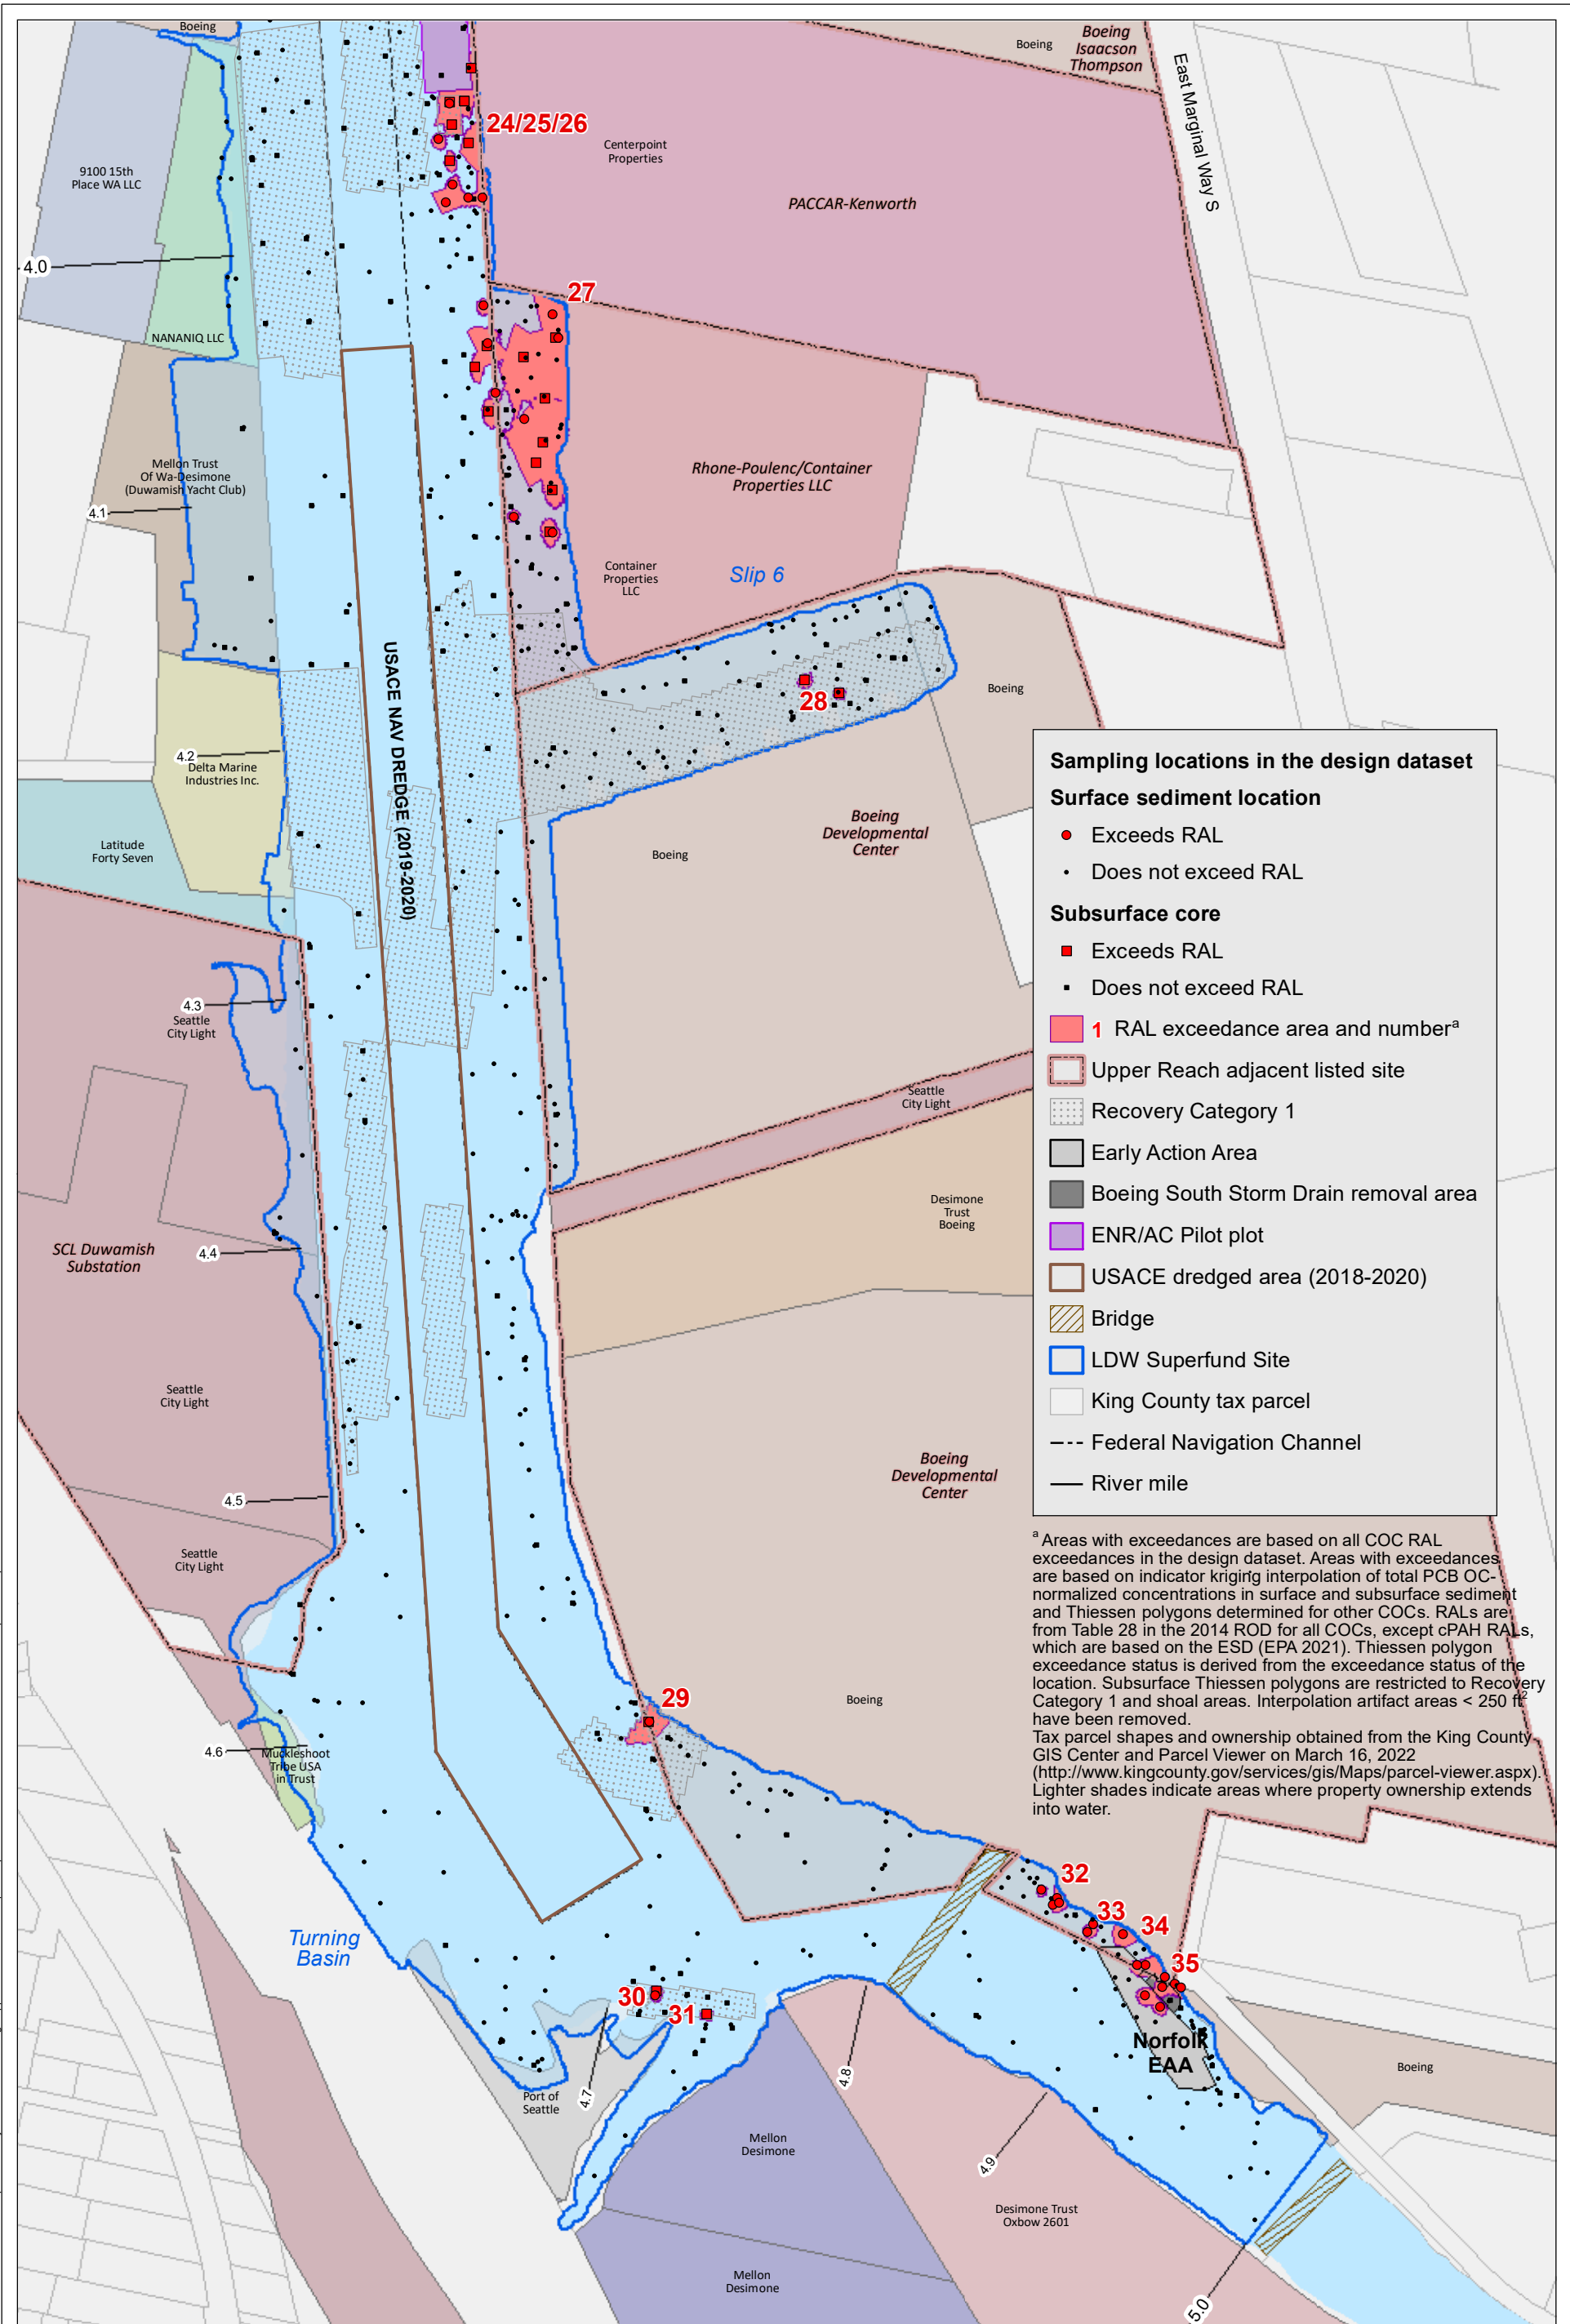 Boeing
Boeing
Boeing
Isaacson
Thompson
East Marginal Way S
24/25/26
Centerpoint
Properties
9100 15th
Place WA LLC
PACCAR-Kenworth
4.0
27
NANANIQ LLC
Mellon Trust
Of Wa-Desimone
(Duwamish Yacht Club)
Rhone-Poulenc/Container
Properties LLC
4.1
Container
Properties
LLC
Slip 6
USACE NAV DREDGE (2019-2020)
28
Boeing
4.2
Delta Marine
Industries Inc.
Latitude
Forty Seven
Boeing
Boeing
Developmental
Center
4.3
Seattle
City Light
Seattle
City Light
Desimone
Trust
Boeing
SCL Duwamish
Substation
4.4
Seattle
City Light
Boeing
Developmental
Center
4.5
Seattle
City Light
29
Boeing
4.6
Muckleshoot
Tribe USA
in Trust
Sampling locations in the design dataset
Surface sediment location
Exceeds RAL
Does not exceed RAL
Subsurface core
Exceeds RAL
Does not exceed RAL
1 RAL exceedance area and numberª
Upper Reach adjacent listed site
Recovery Category 1
Early Action Area
Boeing South Storm Drain removal area
ENR/AC Pilot plot
USACE dredged area (2018-2020)
Bridge
LDW Superfund Site
King County tax parcel
Federal Navigation Channel
River mile
ª Areas with exceedances are based on all COC RAL
exceedances in the design dataset. Areas with exceedances
are based on indicator kriging interpolation of total PCB OC-
normalized concentrations in surface and subsurface sediment
and Thiessen polygons determined for other COCs. RALs are
from Table 28 in the 2014 ROD for all COCs, except cPAH RALs,
which are based on the ESD (EPA 2021). Thiessen polygon
exceedance status is derived from the exceedance status of the
location. Subsurface Thiessen polygons are restricted to Recovery
Category 1 and shoal areas. Interpolation artifact areas < 250 ft²
have been removed.
Tax parcel shapes and ownership obtained from the King County
GIS Center and Parcel Viewer on March 16, 2022
(http://www.kingcounty.gov/services/gis/Maps/parcel-viewer.aspx).
Lighter shades indicate areas where property ownership extends
into water.
32
33
34
35
Turning
Basin
30
31
Norfolk
EAA
Boeing
Port of
Seattle
4.7
4.8
4.9
Mellon
Desimone
Desimone Trust
Oxbow 2601
Mellon
Desimone
5.0